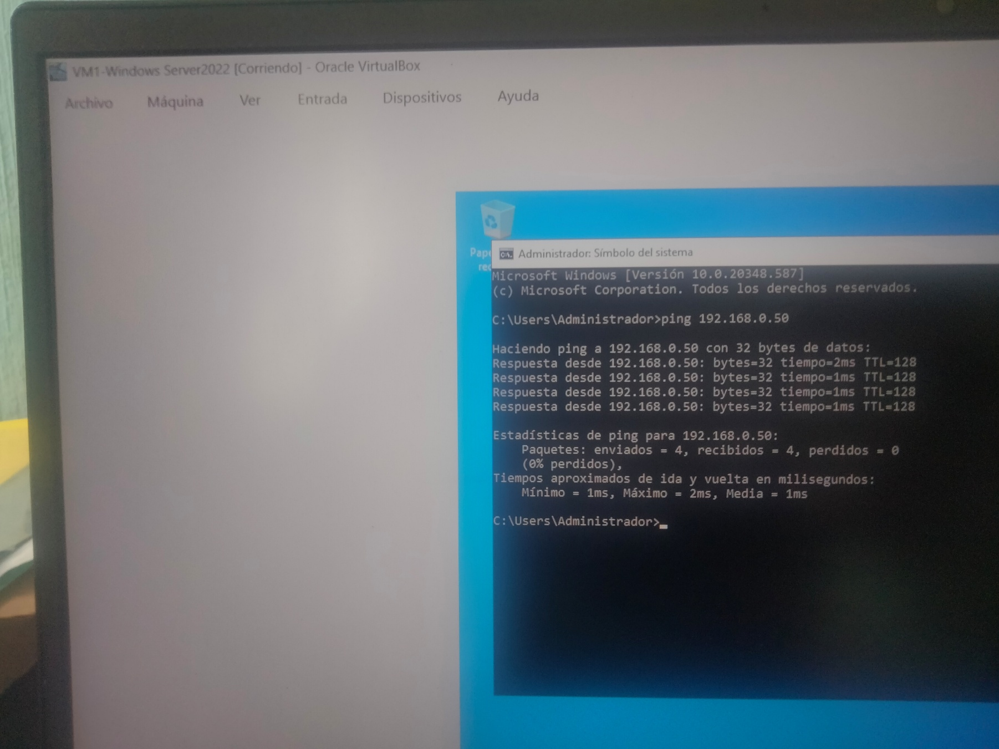 VM1-Windows Server2022 [Corriendo] - Oracle VirtualBox
Archivo Máquina Ver Entrada Dispositivos Ayuda
Pape
rec
Administrador: Símbolo del sistema
Microsoft Windows [Versión 10.0.20348.587]
(c) Microsoft Corporation. Todos los derechos reservados.
C:\Users\Administrador>ping 192.168.0.50
Haciendo ping a 192.168.0.50 con 32 bytes de datos:
Respuesta desde 192.168.0.50: bytes=32 tiempo=2ms TTL=128
Respuesta desde 192.168.0.50: bytes=32 tiempo=1ms TTL=128
Respuesta desde 192.168.0.50: bytes=32 tiempo=1ms TTL=128
Respuesta desde 192.168.0.50: bytes=32 tiempo=1ms TTL=128
Estadísticas de ping para 192.168.0.50:
Paquetes: enviados = 4, recibidos = 4, perdidos = 0
(0% perdidos),
Tiempos aproximados de ida y vuelta en milisegundos:
Mínimo = 1ms, Máximo = 2ms, Media = 1ms
C:\Users\Administrador>